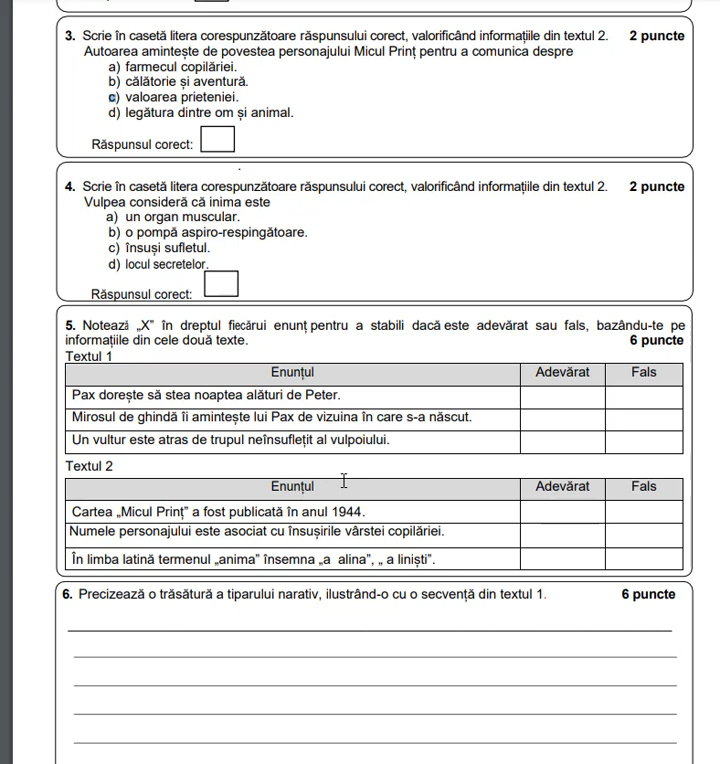 3. Scrie în casetă litera corespunzătoare răspunsului corect, valorificând informațiile din textul 2. 2 puncte
Autoarea amintește de povestea personajului Micul Prinț pentru a comunica despre
a) farmecul copilăriei.
b) călătorie și aventură.
c) valoarea prieteniei.
d) legătura dintre om și animal.
Răspunsul corect:
4. Scrie în casetă litera corespunzătoare răspunsului corect, valorificând informațiile din textul 2. 2 puncte
Vulpea consideră că inima este
a) un organ muscular.
b) o pompă aspiro-respingătoare.
c) însuși sufletul.
d) locul secretelor.
Răspunsul corect:
5. Notează „X” în dreptul fiecărui enunț pentru a stabili dacă este adevărat sau fals, bazându-te pe
informațiile din cele două texte. 6 puncte
Textul 1
Enunțul Adevărat Fals
Pax dorește să stea noaptea alături de Peter.
Mirosul de ghindă îi amintește lui Pax de vizuina în care s-a născut.
Un vultur este atras de trupul neînsuflețit al vulpoiului.
Textul 2
Enunțul Adevărat Fals
Cartea „Micul Prinț” a fost publicată în anul 1944.
Numele personajului este asociat cu însușirile vârstei copilăriei.
În limba latină termenul „anima” însemna „a alina”, „ a liniști”.
6. Precizează o trăsătură a tiparului narativ, ilustrând-o cu o secvență din textul 1. 6 puncte